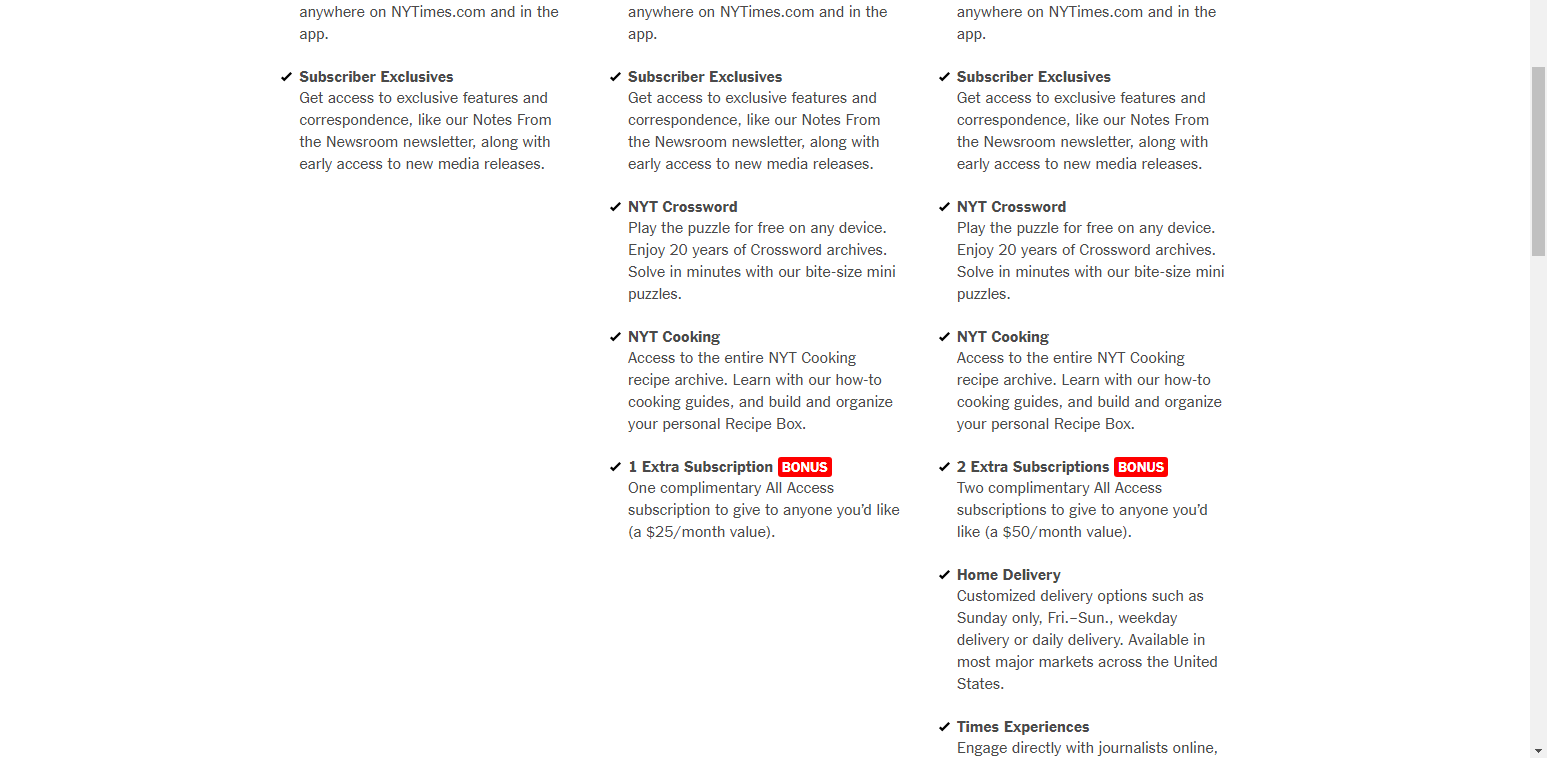 anywhere on NYTimes.com and in the
app.
Subscriber Exclusives
Get access to exclusive features and
correspondence, like our Notes From
the Newsroom newsletter, along with
early access to new media releases.
anywhere on NYTimes.com and in the
app.
Subscriber Exclusives
Get access to exclusive features and
correspondence, like our Notes From
the Newsroom newsletter, along with
early access to new media releases.
NYT Crossword
Play the puzzle for free on any device.
Enjoy 20 years of Crossword archives.
Solve in minutes with our bite-size mini
puzzles.
NYT Cooking
Access to the entire NYT Cooking
recipe archive. Learn with our how-to
cooking guides, and build and organize
your personal Recipe Box.
1 Extra Subscription BONUS
One complimentary All Access
subscription to give to anyone you’d like
(a $25/month value).
anywhere on NYTimes.com and in the
app.
Subscriber Exclusives
Get access to exclusive features and
correspondence, like our Notes From
the Newsroom newsletter, along with
early access to new media releases.
NYT Crossword
Play the puzzle for free on any device.
Enjoy 20 years of Crossword archives.
Solve in minutes with our bite-size mini
puzzles.
NYT Cooking
Access to the entire NYT Cooking
recipe archive. Learn with our how-to
cooking guides, and build and organize
your personal Recipe Box.
2 Extra Subscriptions BONUS
Two complimentary All Access
subscriptions to give to anyone you’d
like (a $50/month value).
Home Delivery
Customized delivery options such as
Sunday only, Fri.–Sun., weekday
delivery or daily delivery. Available in
most major markets across the United
States.
Times Experiences
Engage directly with journalists online,